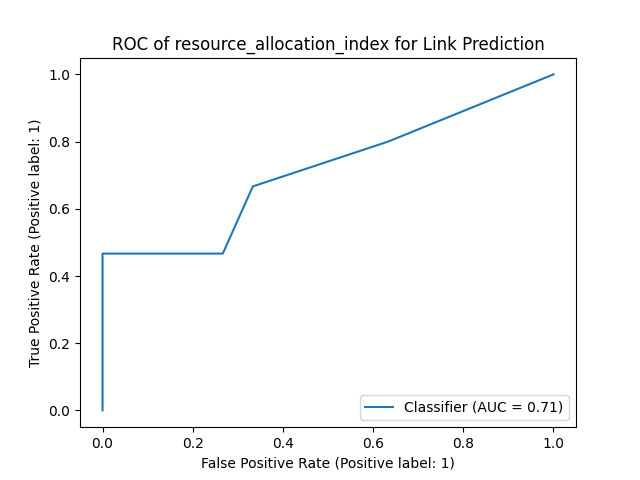 ROC of resource_allocation_index for Link Prediction
1.0
0.8
0.6
0.4
0.2
0.0
True Positive Rate (Positive label: 1)
Classifier (AUC = 0.71)
0.0 0.2 0.4 0.6 0.8 1.0
False Positive Rate (Positive label: 1)